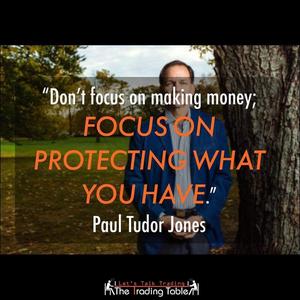 “Don’t focus on making money;
FOCUS ON
PROTECTING WHAT
YOU HAVE.”
Paul Tudor Jones
Let's Talk Trading
The Trading Table